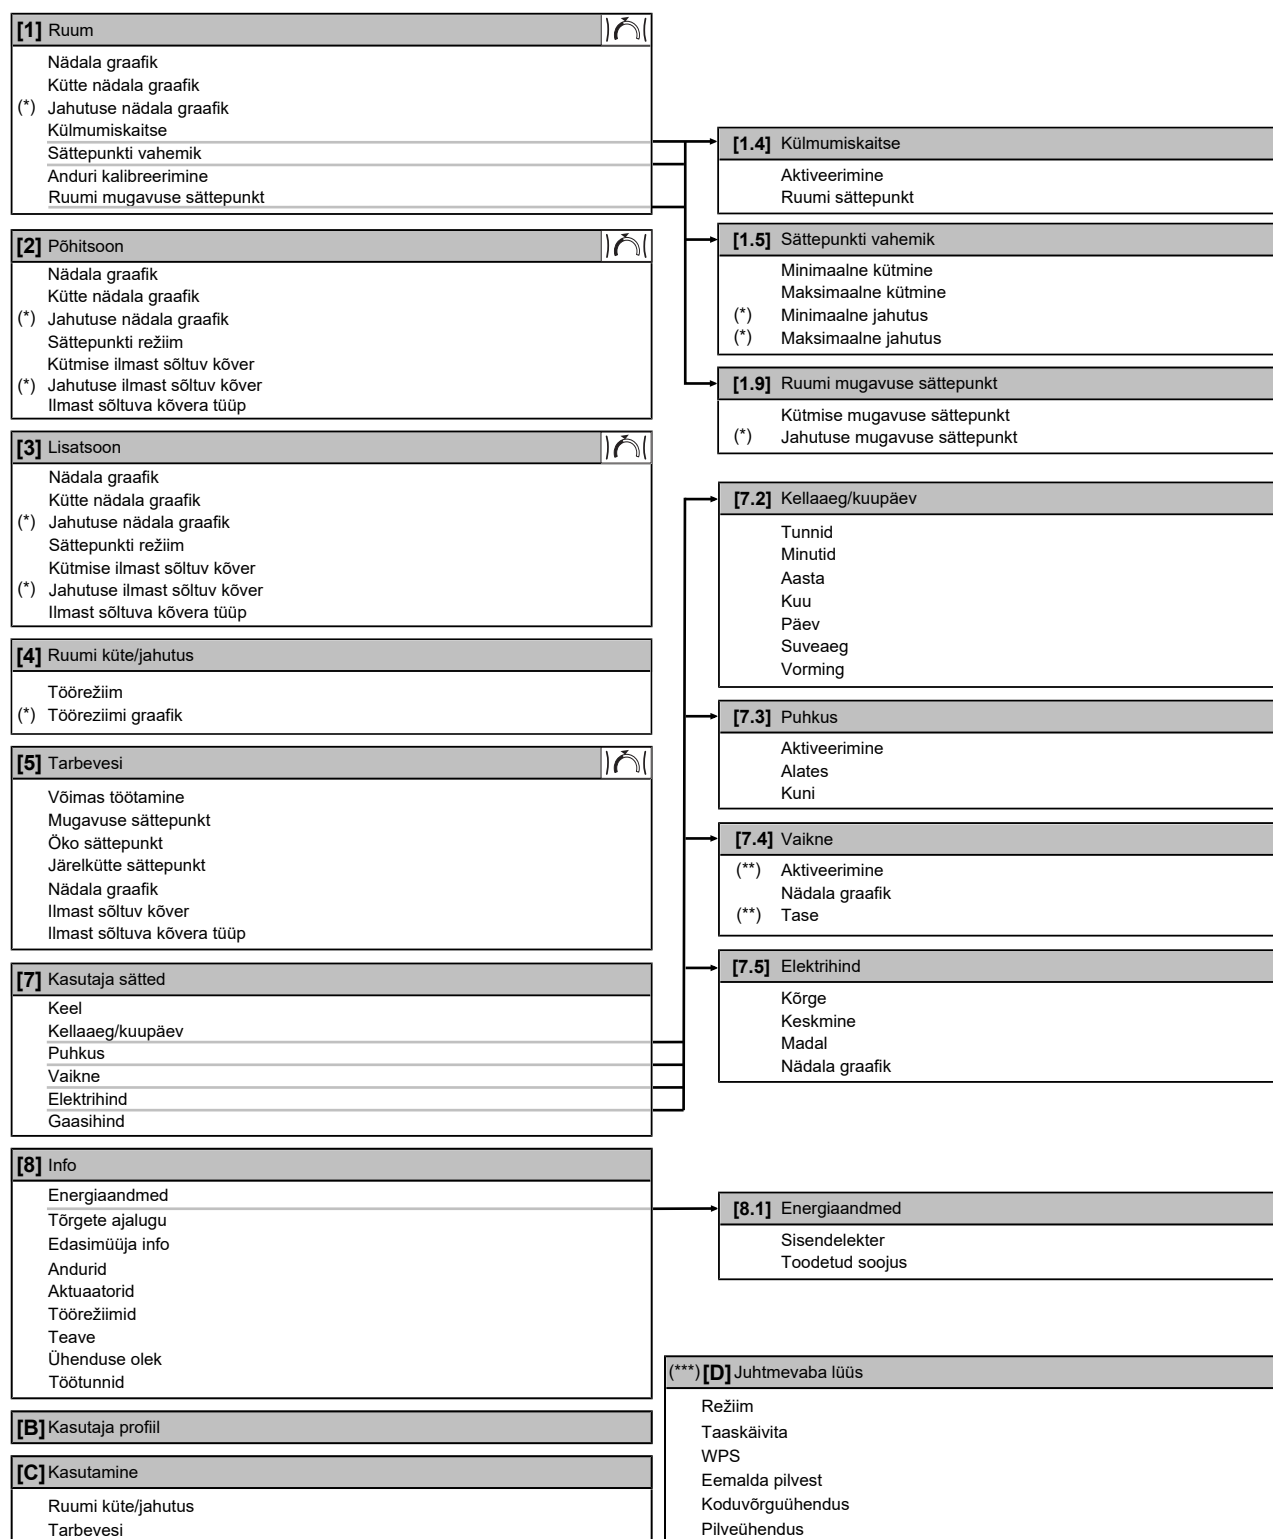 [1] Ruum
Nädala graafik
Kütte nädala graafik
(*) Jahutuse nädala graafik
Külmumiskaitse
Sättepunkti vahemik
Anduri kalibreerimine
Ruumi mugavuse sättepunkt
[2] Põhitsoon
Nädala graafik
Kütte nädala graafik
(*) Jahutuse nädala graafik
Sättepunkti režiim
Kütmise ilmast sõltuv kõver
(*) Jahutuse ilmast sõltuv kõver
Ilmast sõltuva kõvera tüüp
[3] Lisatsoon
Nädala graafik
Kütte nädala graafik
(*) Jahutuse nädala graafik
Sättepunkti režiim
Kütmise ilmast sõltuv kõver
(*) Jahutuse ilmast sõltuv kõver
Ilmast sõltuva kõvera tüüp
[4] Ruumi küte/jahutus
Töörežiim
(*) Tööreziimi graafik
[5] Tarbevesi
Võimas töötamine
Mugavuse sättepunkt
Öko sättepunkt
Järelkütte sättepunkt
Nädala graafik
Ilmast sõltuv kõver
Ilmast sõltuva kõvera tüüp
[7] Kasutaja sätted
Keel
Kellaaeg/kuupäev
Puhkus
Vaikne
Elektrihind
Gaasihind
[8] Info
Energiaandmed
Tõrgete ajalugu
Edasimüüja info
Andurid
Aktuaatorid
Töörežiimid
Teave
Ühenduse olek
Töötunnid
[B] Kasutaja profiil
[C] Kasutamine
Ruumi küte/jahutus
Tarbevesi
[1.4] Külmumiskaitse
Aktiveerimine
Ruumi sättepunkt
[1.5] Sättepunkti vahemik
Minimaalne kütmine
Maksimaalne kütmine
(*) Minimaalne jahutus
(*) Maksimaalne jahutus
[1.9] Ruumi mugavuse sättepunkt
Kütmise mugavuse sättepunkt
(*) Jahutuse mugavuse sättepunkt
[7.2] Kellaaeg/kuupäev
Tunnid
Minutid
Aasta
Kuu
Päev
Suveaeg
Vorming
[7.3] Puhkus
Aktiveerimine
Alates
Kuni
[7.4] Vaikne
(**) Aktiveerimine
Nädala graafik
(**) Tase
[7.5] Elektrihind
Kõrge
Keskmine
Madal
Nädala graafik
[8.1] Energiaandmed
Sisendelekter
Toodetud soojus
(***) [D] Juhtmevaba lüüs
Režiim
Taaskäivita
WPS
Eemalda pilvest
Koduvõrguühendus
Pilveühendus